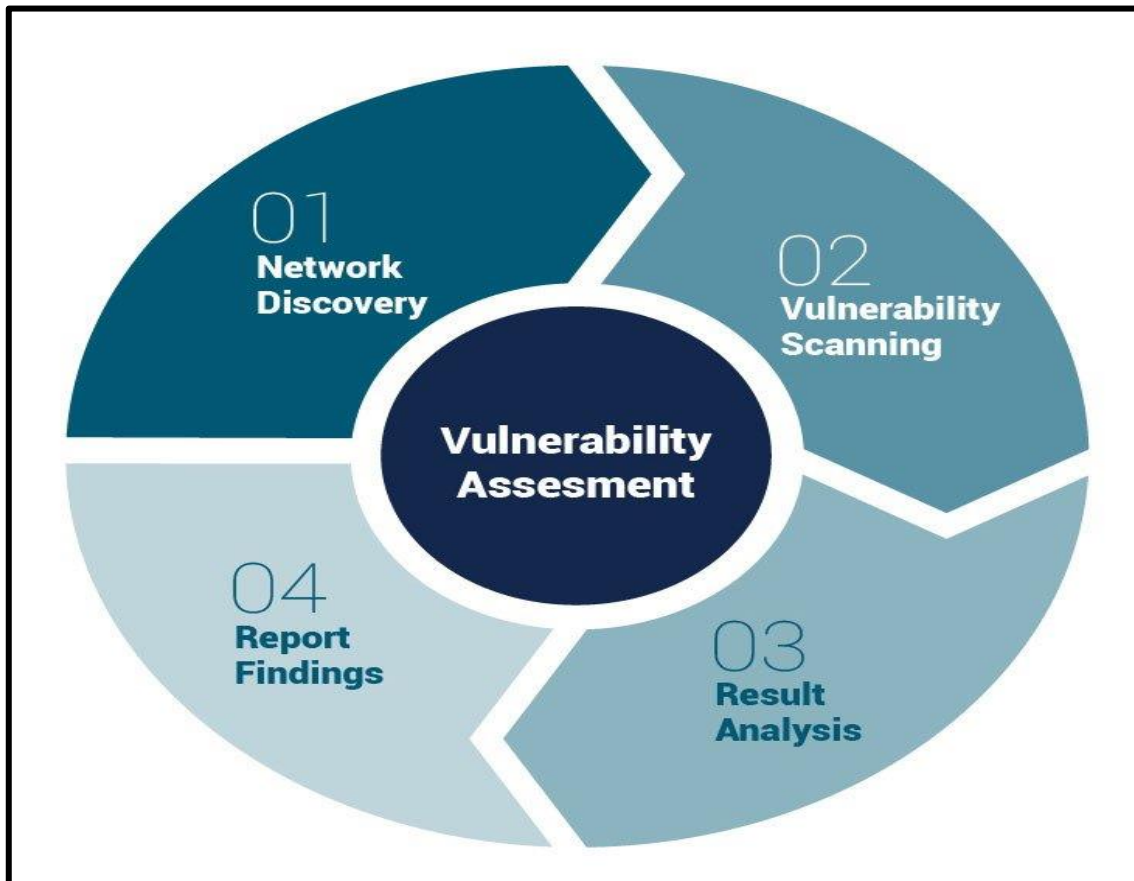 01
Network
Discovery
02
Vulnerability
Scanning
Vulnerability
Assesment
03
Result
Analysis
04
Report
Findings